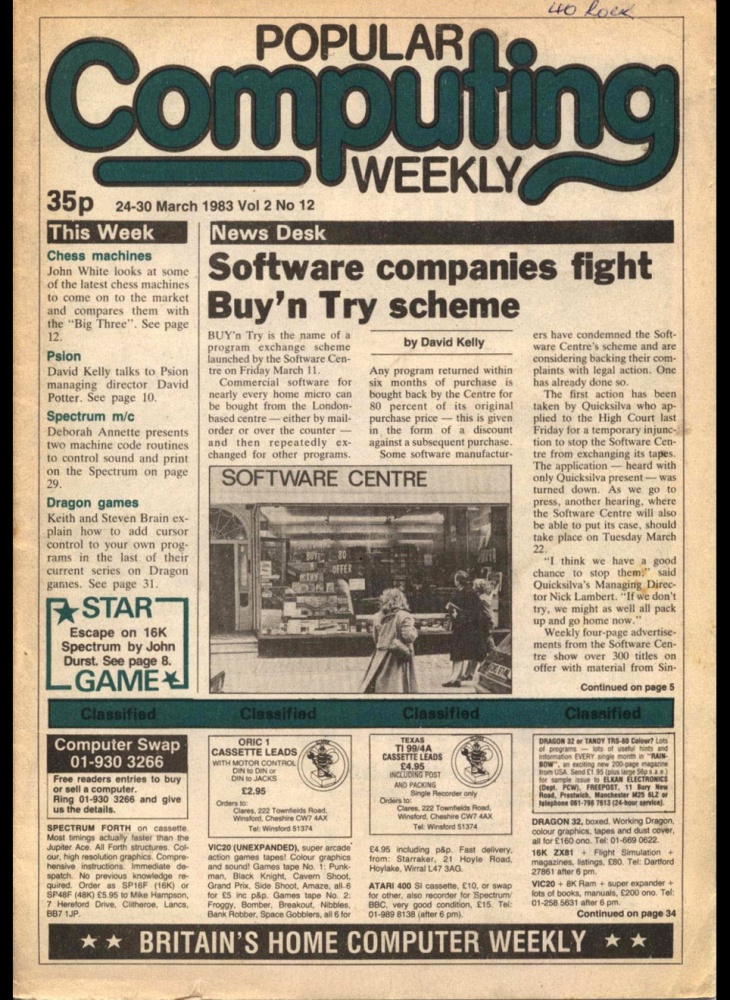 40 Rock
POPULAR
Computing
WEEKLY
35p 24-30 March 1983 Vol 2 No 12
This Week
Chess machines
John White looks at some
of the latest chess machines
to come on to the market
and compares them with
the "Big Three". See page
12.
Psion
David Kelly talks to Psion
managing director David
Potter. See page 10.
Spectrum m/c
Deborah Annette presents
two machine code routines
to control sound and print
on the Spectrum on page
29.
Dragon games
Keith and Steven Brain ex-
plain how to add cursor
control to your own prog-
rams in the last of their
current series on Dragon
games. See page 31.
STAR
Escape on 16K
Spectrum by John
Durst. See page 8.
GAME
News Desk
Software companies fight
Buy'n Try scheme
BUY'n Try is the name of a
program exchange scheme
launched by the Software Cen-
tre on Friday March 11.
Commercial software for
nearly every home micro can
be bought from the London-
based centre — either by mail-
order or over the counter —
and then repeatedly ex-
changed for other programs.
by David Kelly
Any program returned within
six months of purchase is
bought back by the Centre for
80 percent of its original
purchase price — this is given
in the form of a discount
against a subsequent purchase.
Some software manufactur-
SOFTWARE CENTRE
BUY
80
OFFER
ers have condemned the Soft-
ware Centre's scheme and are
considering backing their com-
plaints with legal action. One
has already done so.
The first action has been
taken by Quicksilva who ap-
plied to the High Court last
Friday for a temporary injunc-
tion to stop the Software Cen-
tre from exchanging its tapes.
The application — heard with
only Quicksilva present — was
turned down. As we go to
press, another hearing, where
the Software Centre will also
be able to put its case, should
take place on Tuesday March
22.
"I think we have a good
chance to stop them," said
Quicksilva's Managing Direc-
tor Nick Lambert. "If we don't
try, we might as well all pack
up and go home now."
Weekly four-page advertise-
ments from the Software Cen-
tre show over 300 titles on
offer with material from Sin-
Continued on page 5
Classified Classified Classified Classified
Computer Swap
01-930 3266
Free readers entries to buy
or sell a computer.
Ring 01-930 3266 and give
us the details.
SPECTRUM FORTH on cassette.
Most timings actually faster than the
Jupiter Ace. All Forth structures. Col-
our, high resolution graphics. Compre-
hensive instructions. Immediate de-
spatch. No previous knowledge re-
quired. Order as SP16F (16K) or
SP48F (48K) £5.95 to Mike Hampson,
7 Hereford Drive, Clitheroe, Lancs,
BB7 1JP.
ORIC 1
CASSETTE LEADS
WITH MOTOR CONTROL
DIN to DIN or
DIN to JACKS
£2.95
Orders to:
Clares, 222 Townfields Road,
Winsford, Cheshire CW7 4AX
Tel: Winsford 51374
VIC20 (UNEXPANDED), super arcade
action games tapes! Colour graphics
and sound! Games tape No. 1: Punk-
man, Black Knight, Cavern Shoot,
Grand Prix, Side Shoot, Amaze, all-6
for £5 inc p&p. Games tape No. 2:
Froggy, Bomber, Breakout, Nibbles,
Bank Robber, Space Gobblers, all 6 for
TEXAS
TI 99/4A
CASSETTE LEADS
£4.95
INCLUDING POST
AND PACKING
Single Recorder only
Orders to:
Clares, 222 Townfields Road,
Winsford, Cheshire CW7 4AX
Tel: Winsford 51374
£4.95 including p&p. Fast delivery,
from: Starraker, 21 Hoyle Road,
Hoylake, Wirral L47 3AG.
ATARI 400 SI cassette, £10, or swap
for other, also recorder for Spectrum/
BBC, very good condition, £15. Tel:
01-989 8138 (after 6 pm).
DRAGON 32 or TANDY TRS-80 Colour? Lots
of programs — lots of useful hints and
information EVERY single month in "RAIN-
BOW", an exciting new 200-page magazine
from USA. Send £1.95 (plus large 56p s.a.e.)
for sample issue to ELKAN ELECTRONICS
(Dept. PCW), FREEPOST, 11 Bury New
Road, Prestwich, Manchester M25 6LZ or
telephone 061-798 7613 (24-hour service).
DRAGON 32, boxed. Working Dragon,
colour graphics, tapes and dust cover,
all for £160 ono. Tel: 01-669 0622.
16K ZX81 + Flight Simulation +
magazines, listings, £80. Tel: Dartford
27861 after 6 pm.
VIC20 + 8K Ram + super expander +
lots of books, manuals, £200 ono. Tel:
01-258 5631 after 6 pm.
Continued on page 34
★ ★ BRITAIN'S HOME COMPUTER WEEKLY ★ ★